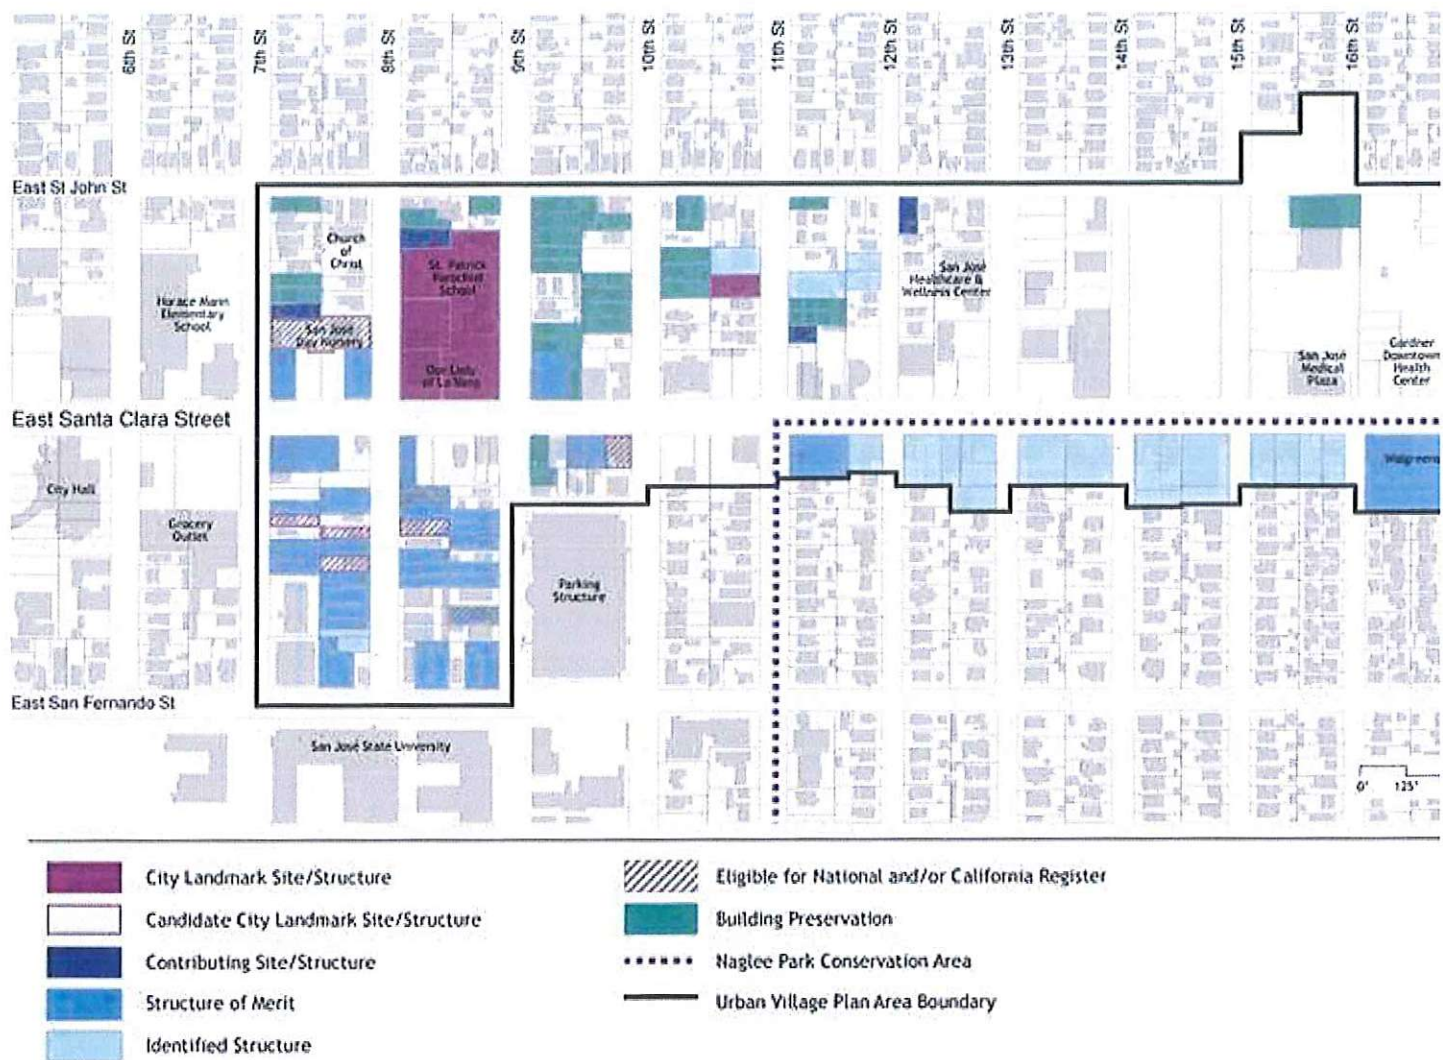 6th St
7th St
8th St
9th St
10th St
11th St
12th St
13th St
14th St
15th St
16th St
East St John St
Church
of
Christ
St. Patrick
Parochial
School
San José
Healthcare &
Wellness Center
Horace Mann
Elementary
School
San José
Day Nursery
Our Lady
of La Vang
San José
Medical
Plaza
Gardner
Downtown
Health
Center
East Santa Clara Street
City Hall
Grocery
Outlet
Walgreens
Parking
Structure
East San Fernando St
San José State University
0' 125'
City Landmark Site/Structure
Candidate City Landmark Site/Structure
Contributing Site/Structure
Structure of Merit
Identified Structure
Eligible for National and/or California Register
Building Preservation
Naglee Park Conservation Area
Urban Village Plan Area Boundary